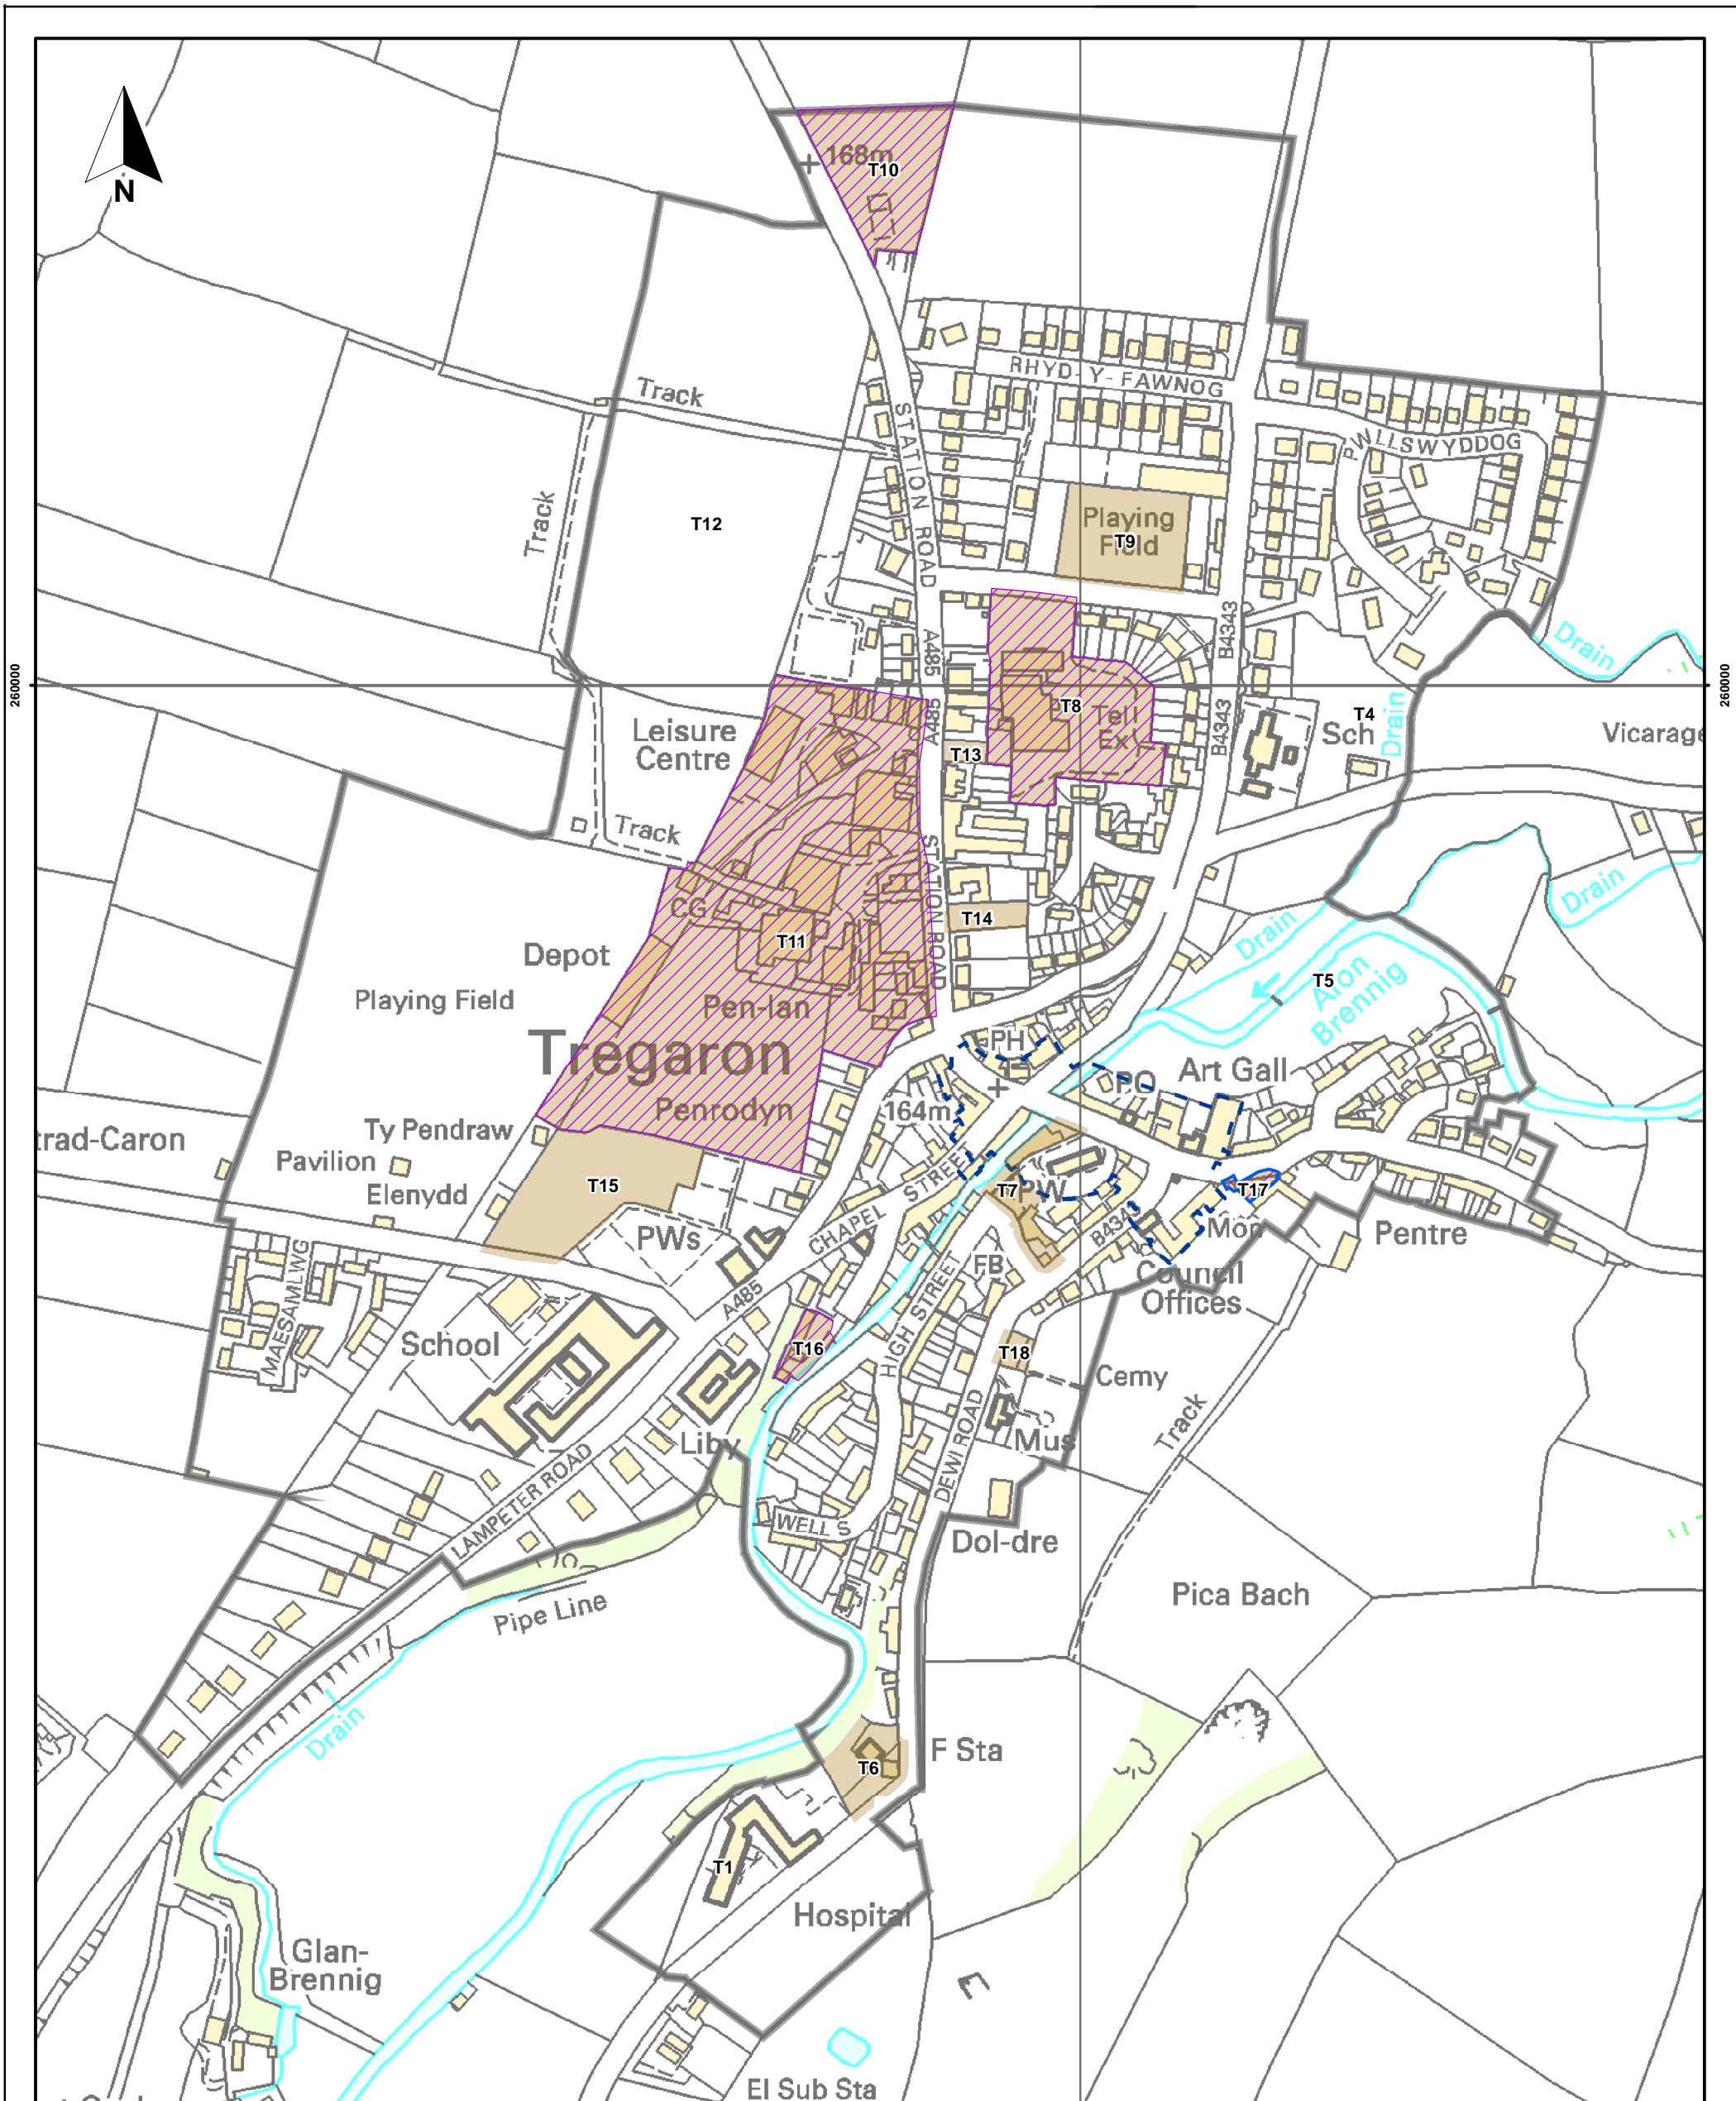 168m
T10
N
RHYD-Y-FAWNOG
Track
STATION ROAD
PWLLSWYDDOG
Track
T12
Playing
Field
T9
A485
B4343
Drain
260000
260000
Leisure
Centre
A485
T8
Tel
Ex
B4343
T4
Sch
Drain
Vicarage
T13
Track
STATION ROAD
CG
T14
Drain
Drain
T11
Depot
Playing Field
Pen-lan
T5
Afon
Brennig
Tregaron
PH
PO
Art Gall
164m
Penrodyn
Ty Pendraw
trad-Caron
Pavilion
Elenydd
T15
STREET
CHAPEL
T7
PW
T17
B4343
Mon
Pentre
PWs
MAESAMLWG
FB
Council
Offices
A485
HIGH STREET
School
T16
T18
Cemy
Track
Liby
DEWI ROAD
Mus
LAMPETER ROAD
WELL S
Dol-dre
Pipe Line
Pica Bach
Drain
F Sta
T6
T1
Hospital
Glan-
Brennig
El Sub Sta